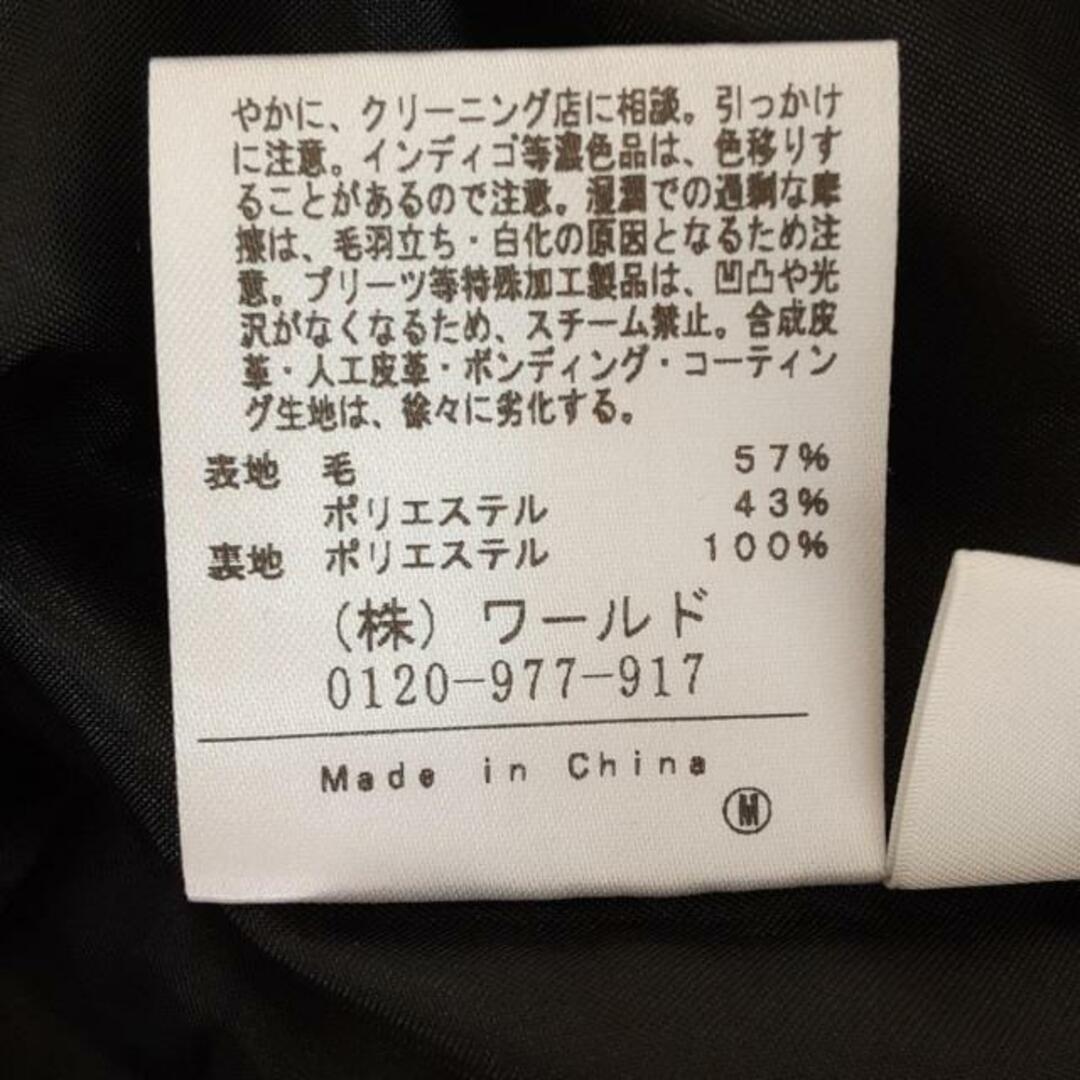 やかに、クリーニング店に相談。引っかけ
に注意。インディゴ等濃色品は、色移りす
ることがあるので注意。湿潤での過剰な摩
擦は、毛羽立ち・白化の原因となるため注
意。プリーツ等特殊加工製品は、凹凸や光
沢がなくなるため、スチーム禁止。合成皮
革・人工皮革・ボンディング・コーティン
グ生地は、徐々に劣化する。
表地 毛 57%
ポリエステル 43%
裏地 ポリエステル 100%
(株) ワールド
0120-977-917
Made in China
Ⓜ